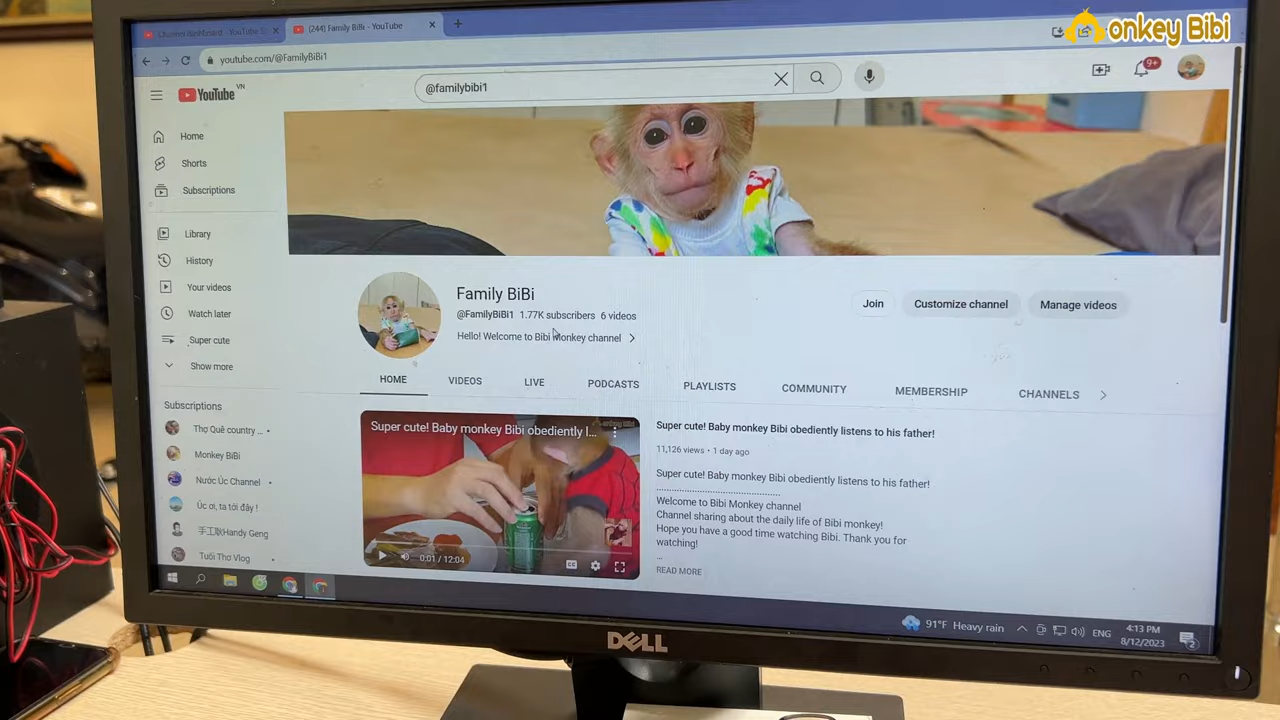 onkey Bibi
Channel dashboard - YouTube S
(244) Family BiBi - YouTube
youtube.com/@FamilyBiBi1
YouTube VN
@familybibi1
9+
Home
Shorts
Subscriptions
Library
History
Your videos
Watch later
Super cute
Show more
Subscriptions
Thợ Quê country ...
Monkey BiBi
Nước Úc Channel
Úc ơi, ta tới đây !
手工耿Handy Geng
Tuổi Thơ Vlog
Family BiBi
@FamilyBiBi1 1.77K subscribers 6 videos
Hello! Welcome to Bibi Monkey channel
Join
Customize channel
Manage videos
HOME VIDEOS LIVE PODCASTS PLAYLISTS COMMUNITY MEMBERSHIP CHANNELS
Super cute! Baby monkey Bibi obediently l...
0:01 / 12:04
Super cute! Baby monkey Bibi obediently listens to his father!
11,126 views • 1 day ago
Super cute! Baby monkey Bibi obediently listens to his father!
Welcome to Bibi Monkey channel
Channel sharing about the daily life of Bibi monkey!
Hope you have a good time watching Bibi. Thank you for
watching!
...
READ MORE
91°F Heavy rain
ENG
4:13 PM
8/12/2023
2
DELL